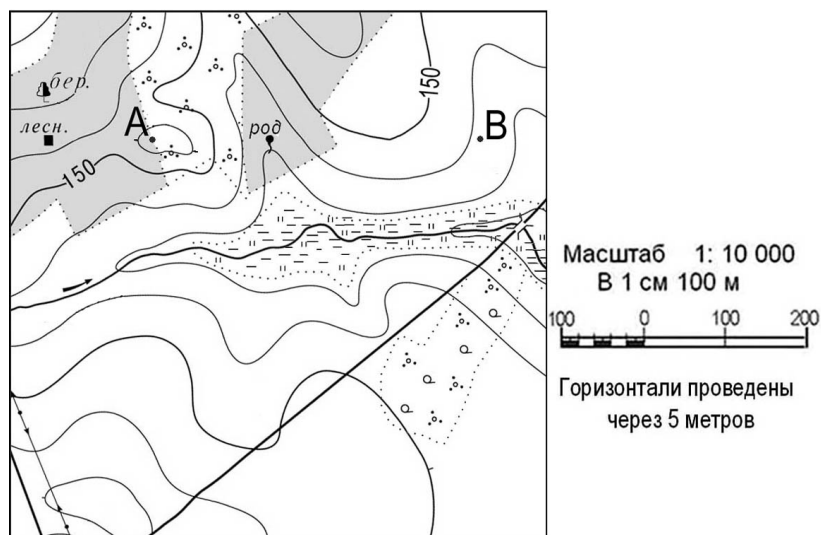 150
бер.
А
В
лесн.
род
150
Масштаб 1: 10 000
В 1 см 100 м
100 0 100 200
Горизонтали проведены
через 5 метров